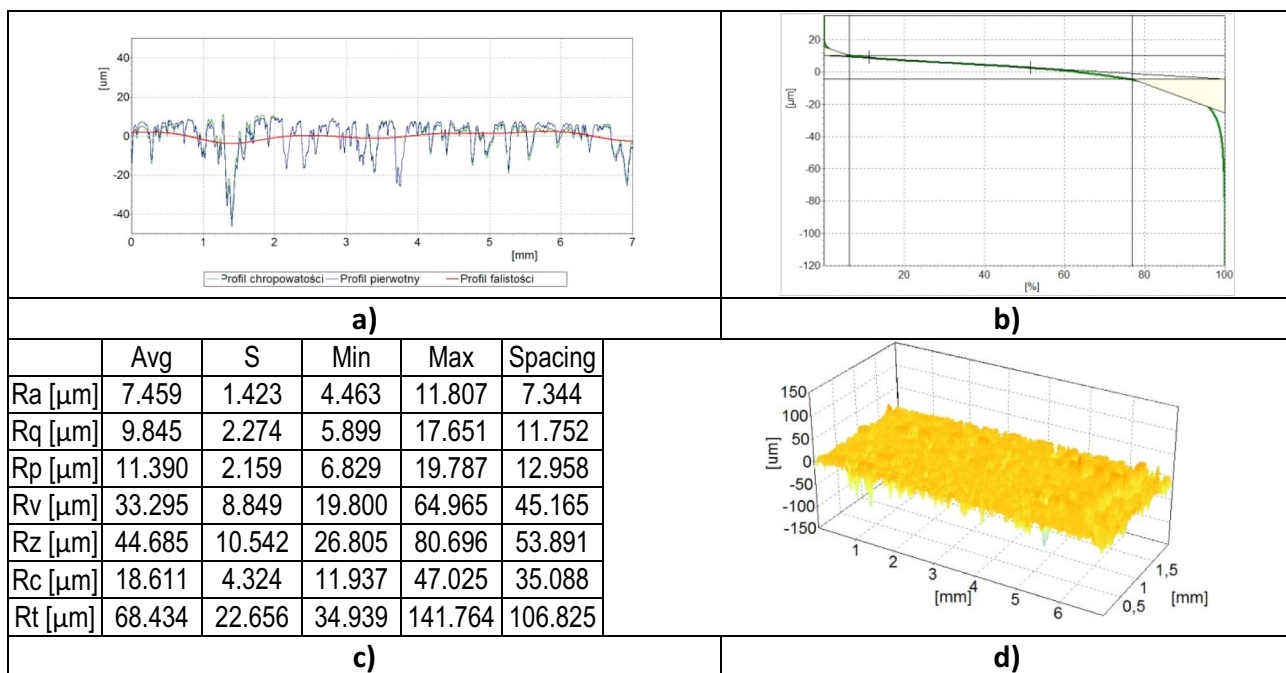 40
20
0
-20
-40
[um]
0 1 2 3 4 5 6 7
[mm]
Profil chropowatości Profil pierwotny Profil falistości
20
0
-20
-40
-60
-80
-100
-120
[µm]
20 40 60 80 100
[%]
a) b)
Avg S Min Max Spacing
Ra [µm] 7.459 1.423 4.463 11.807 7.344
Rq [µm] 9.845 2.274 5.899 17.651 11.752
Rp [µm] 11.390 2.159 6.829 19.787 12.958
Rv [µm] 33.295 8.849 19.800 64.965 45.165
Rz [µm] 44.685 10.542 26.805 80.696 53.891
Rc [µm] 18.611 4.324 11.937 47.025 35.088
Rt [µm] 68.434 22.656 34.939 141.764 106.825
150
100
50
0
-50
-100
-150
[um]
1 2 3 4 5 6
[mm]
0,5 1 1,5
[mm]
c) d)